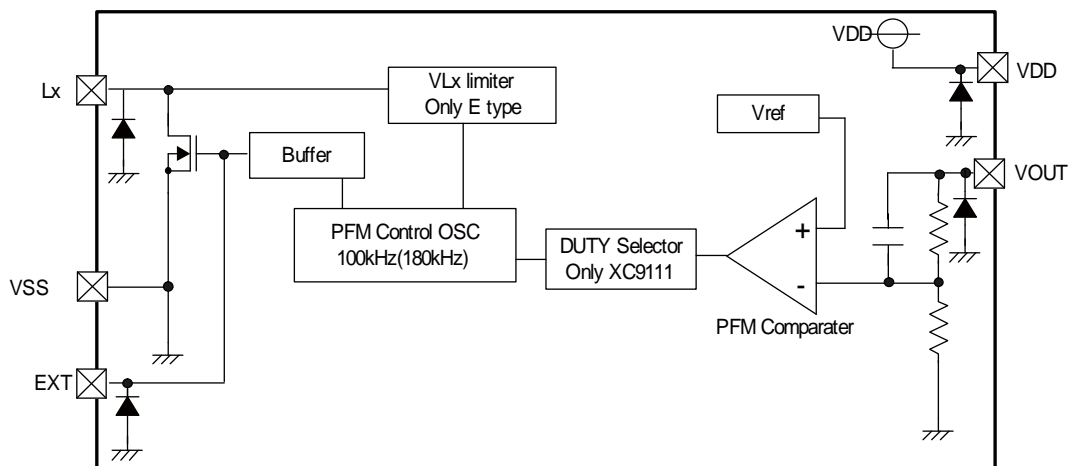 VDD
VDD
Lx
VLx limiter
Only E type
Vref
Buffer
VOUT
PFM Control OSC
100kHz(180kHz)
DUTY Selector
Only XC9111
+
-
VSS
PFM Comparater
EXT